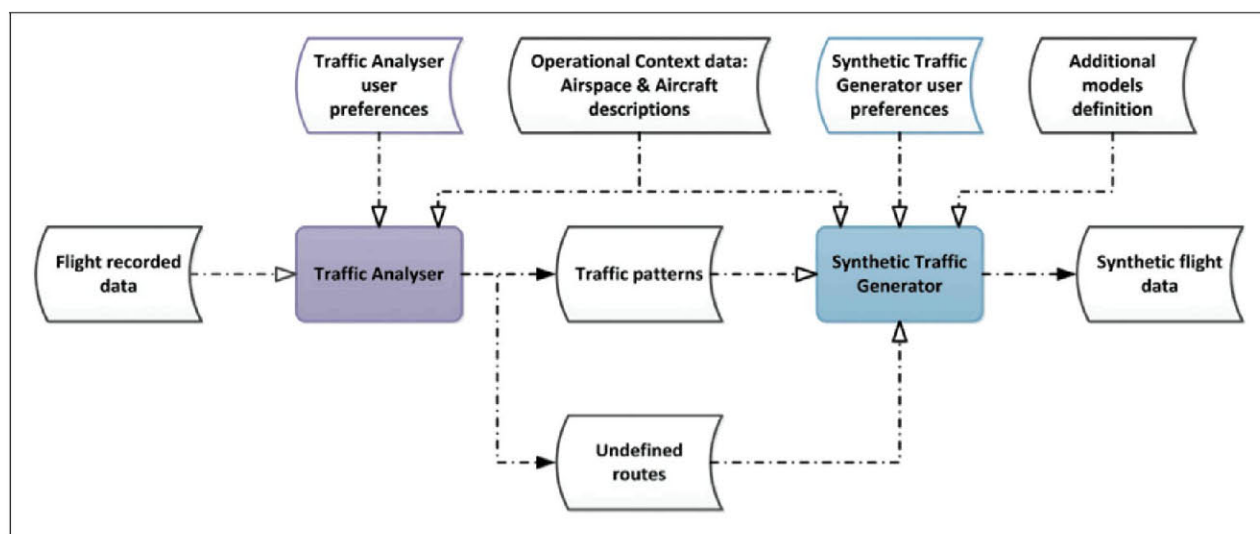 Traffic Analyser
user
preferences
Operational Context data:
Airspace & Aircraft
descriptions
Synthetic Traffic
Generator user
preferences
Additional
models
definition
Flight recorded
data
Traffic Analyser
Traffic patterns
Synthetic Traffic
Generator
Synthetic flight
data
Undefined
routes